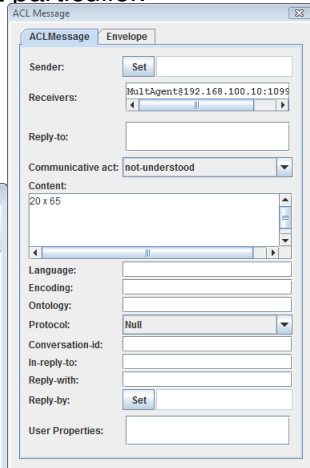 ACL Message
ACLMessage Envelope
Sender: Set
Receivers: MultAgent@192.168.100.10:1099
Reply-to:
Communicative act: not-understood
Content:
20 x 65
Language:
Encoding:
Ontology:
Protocol: Null
Conversation-id:
In-reply-to:
Reply-with:
Reply-by: Set
User Properties: